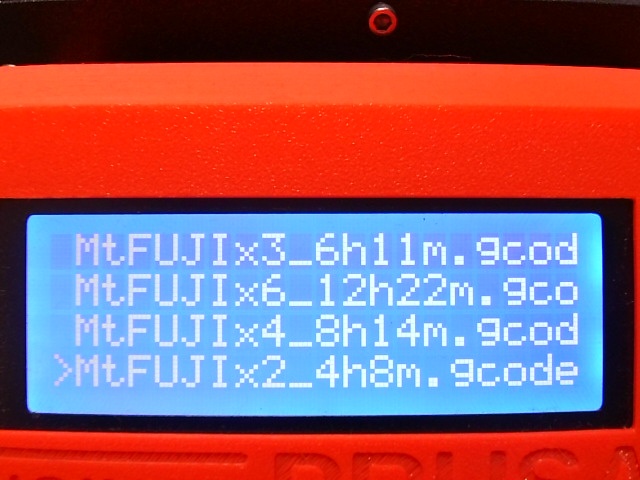 MtFUJIx3_6h11m.gcod
MtFUJIx6_12h22m.gco
MtFUJIx4_8h14m.gcod
>MtFUJIx2_4h8m.gcode